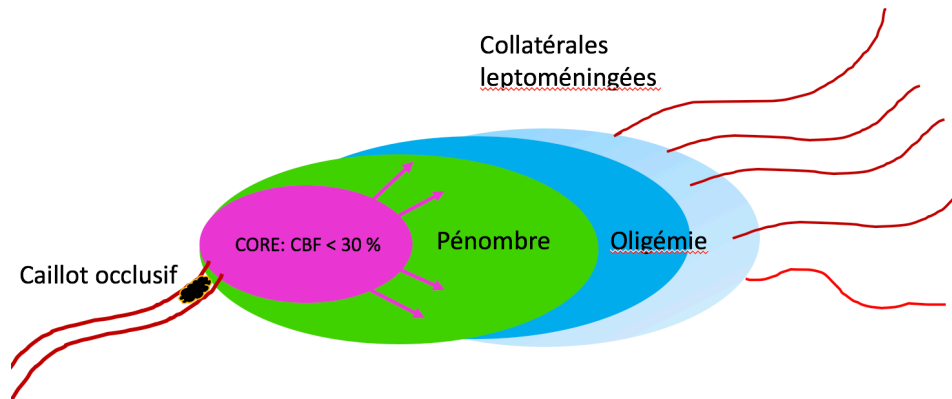 Collatérales
leptoméningées
CORE: CBF < 30 %
Pénombre
Oligémie
Caillot occlusif